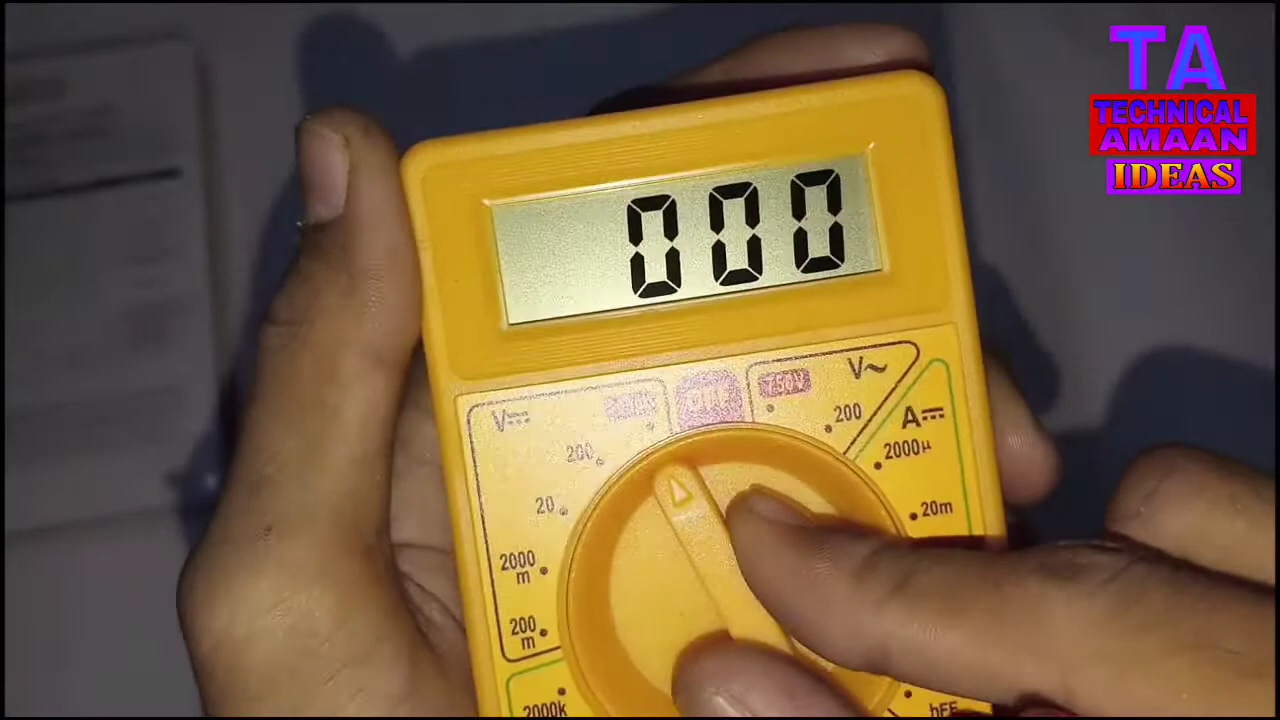 TA
TECHNICAL
AMAAN
IDEAS
000
V⎓
750V
V~
200
200
A⎓
2000µ
20
20m
2000
m
200
m
2000k
hFE